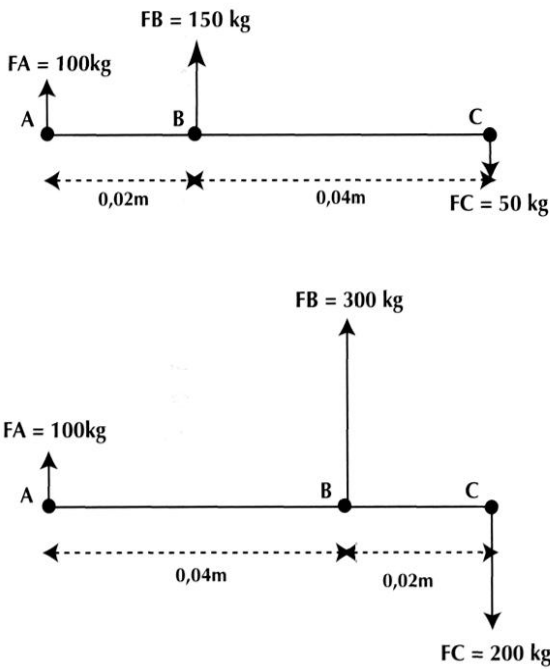 FB = 150 kg
FA = 100kg
A
B
C
0,02m
0,04m
FC = 50 kg
FB = 300 kg
FA = 100kg
A
B
C
0,04m
0,02m
FC = 200 kg